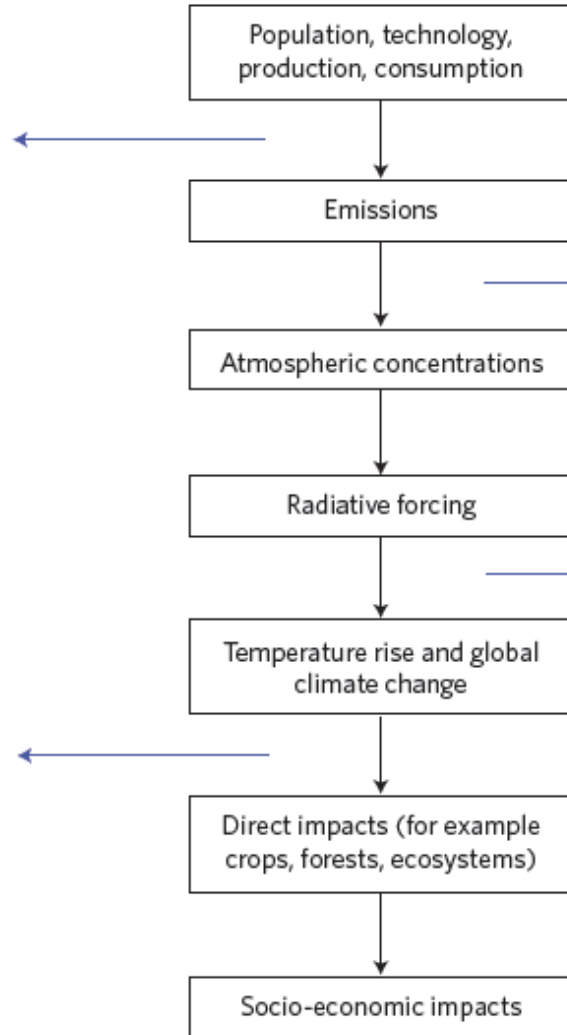 Population, technology,
production, consumption
Emissions
Atmospheric concentrations
Radiative forcing
Temperature rise and global
climate change
Direct impacts (for example
crops, forests, ecosystems)
Socio-economic impacts